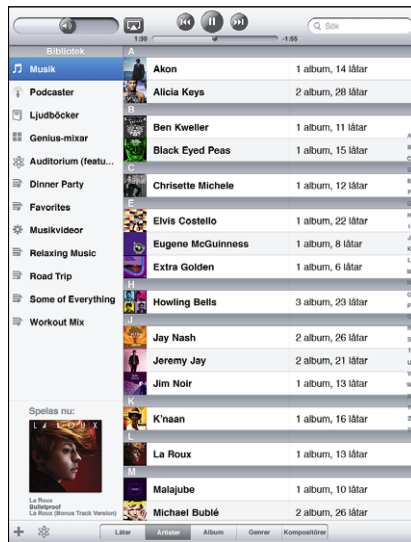 Sök
1:39
-1:55
Bibliotek
A
Musik
Akon
1 album, 14 låtar
Podcaster
Alicia Keys
2 album, 28 låtar
B
Ljudböcker
Ben Kweller
1 album, 11 låtar
Genius-mixar
Black Eyed Peas
1 album, 15 låtar
Auditorium (featu...
C
Chrisette Michele
1 album, 12 låtar
Dinner Party
E
Favorites
Elvis Costello
1 album, 22 låtar
Musikvideor
Eugene McGuinness
1 album, 8 låtar
Relaxing Music
Extra Golden
1 album, 6 låtar
Road Trip
H
Some of Everything
Howling Bells
3 album, 23 låtar
Workout Mix
J
Jay Nash
2 album, 26 låtar
Jeremy Jay
2 album, 21 låtar
Jim Noir
1 album, 13 låtar
K
K'naan
1 album, 16 låtar
L
La Roux
1 album, 13 låtar
M
Malajube
1 album, 10 låtar
Michael Bublé
2 album, 26 låtar
Spelas nu:
LA ROUX
La Roux
Bulletproof
La Roux (Bonus Track Version)
Låtar
Artister
Album
Genrer
Kompositörer